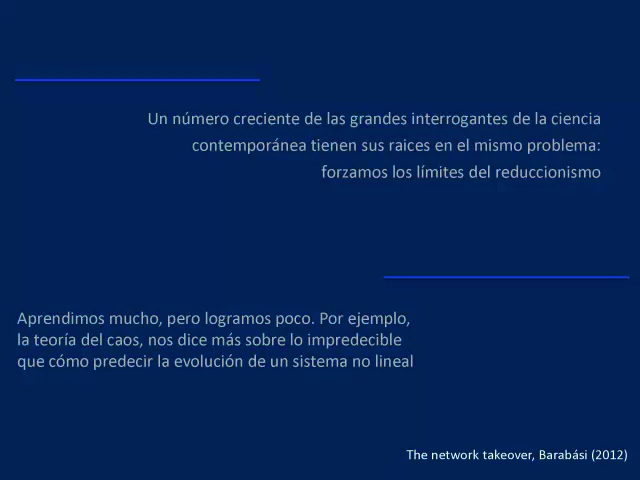 Un número creciente de las grandes interrogantes de la ciencia
contemporánea tienen sus raices en el mismo problema:
forzamos los límites del reduccionismo
Aprendimos mucho, pero logramos poco. Por ejemplo,
la teoría del caos, nos dice más sobre lo impredecible
que cómo predecir la evolución de un sistema no lineal
The network takeover, Barabási (2012)